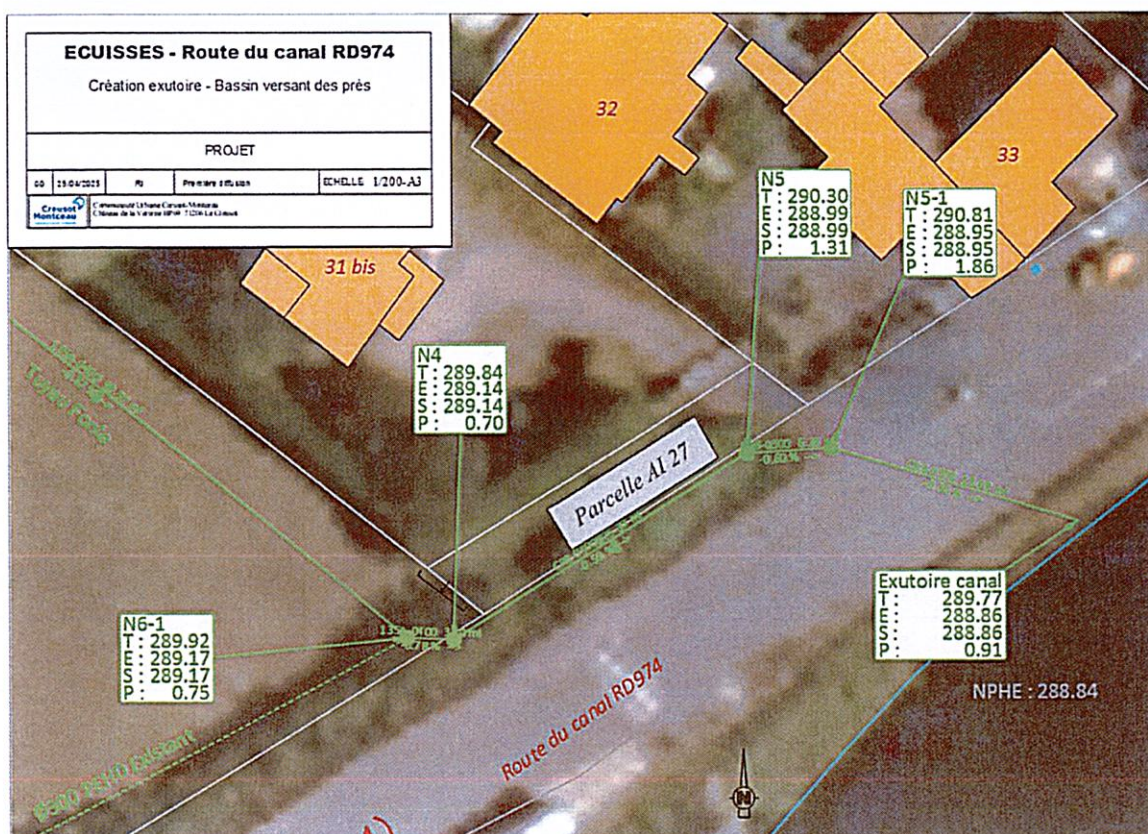 ECUISSES - Route du canal RD974
Création exutoire - Bassin versant des près
PROJET
Première diffusion
ECHELLE 1/200-A3
Creusot
Montceau
32
33
31 bis
N5
T : 290.30
E : 288.99
S : 288.99
P : 1.31
N5-1
T : 290.81
E : 288.95
S : 288.95
P : 1.86
N4
T : 289.84
E : 289.14
S : 289.14
P : 0.70
Parcelle AI 27
N6-1
T : 289.92
E : 289.17
S : 289.17
P : 0.75
Exutoire canal
T : 289.77
E : 288.86
S : 288.86
P : 0.91
NPHE : 288.84
Route du canal RD974
Existant
N